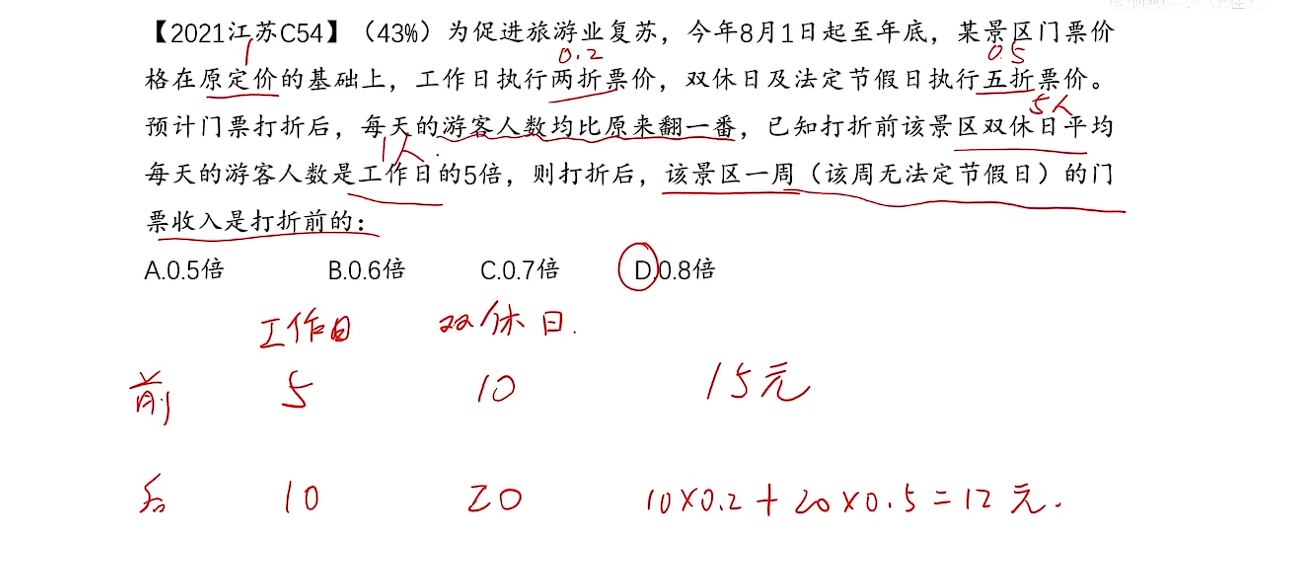 【2021江苏C54】（43%）为促进旅游业复苏，今年8月1日起至年底，某景区门票价
1
0.2
0.5
格在原定价的基础上，工作日执行两折票价，双休日及法定节假日执行五折票价。
5人
预计门票打折后，每天的游客人数均比原来翻一番，已知打折前该景区双休日平均
1人
每天的游客人数是工作日的5倍，则打折后，该景区一周（该周无法定节假日）的门
票收入是打折前的：
A.0.5倍 B.0.6倍 C.0.7倍 D.0.8倍
工作日 双休日.
前 5 10 15元
后 10 20 10×0.2+20×0.5=12元.